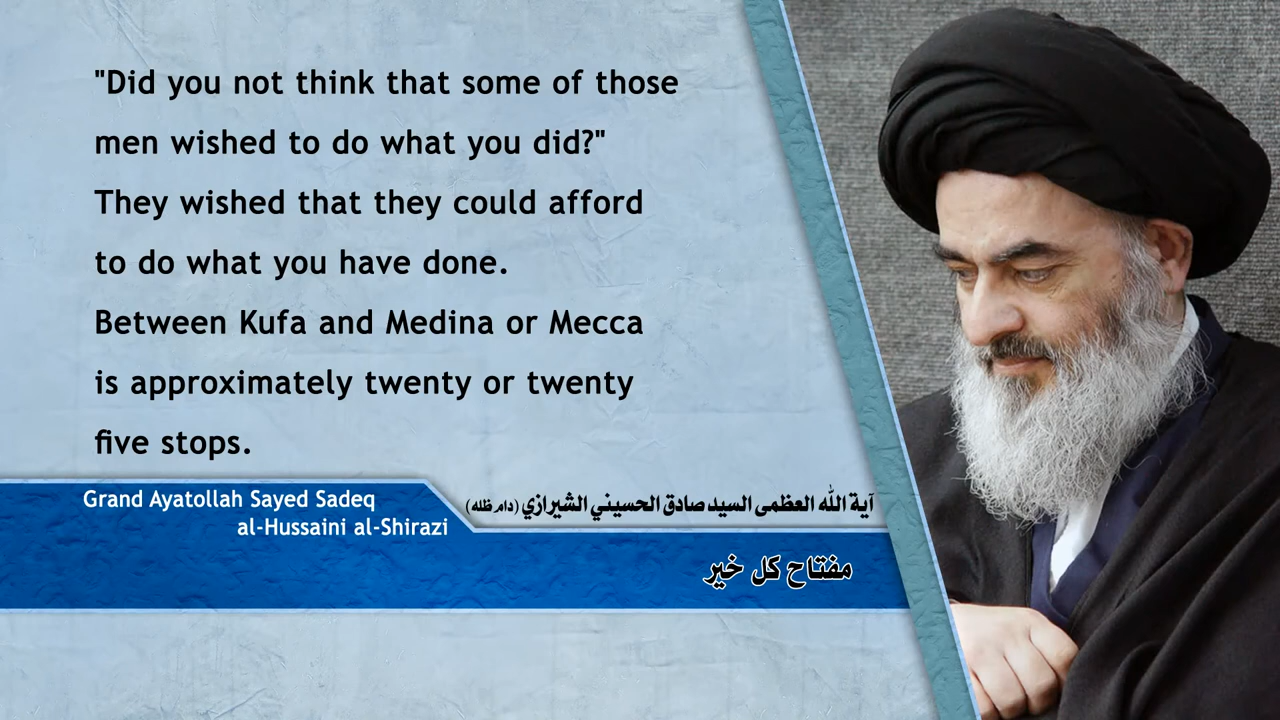 "Did you not think that some of those
men wished to do what you did?"
They wished that they could afford
to do what you have done.
Between Kufa and Medina or Mecca
is approximately twenty or twenty
five stops.
Grand Ayatollah Sayed Sadeq
al-Hussaini al-Shirazi
آية الله العظمى السيد صادق الحسيني الشيرازي (دام ظله)
مفتاح كل خير